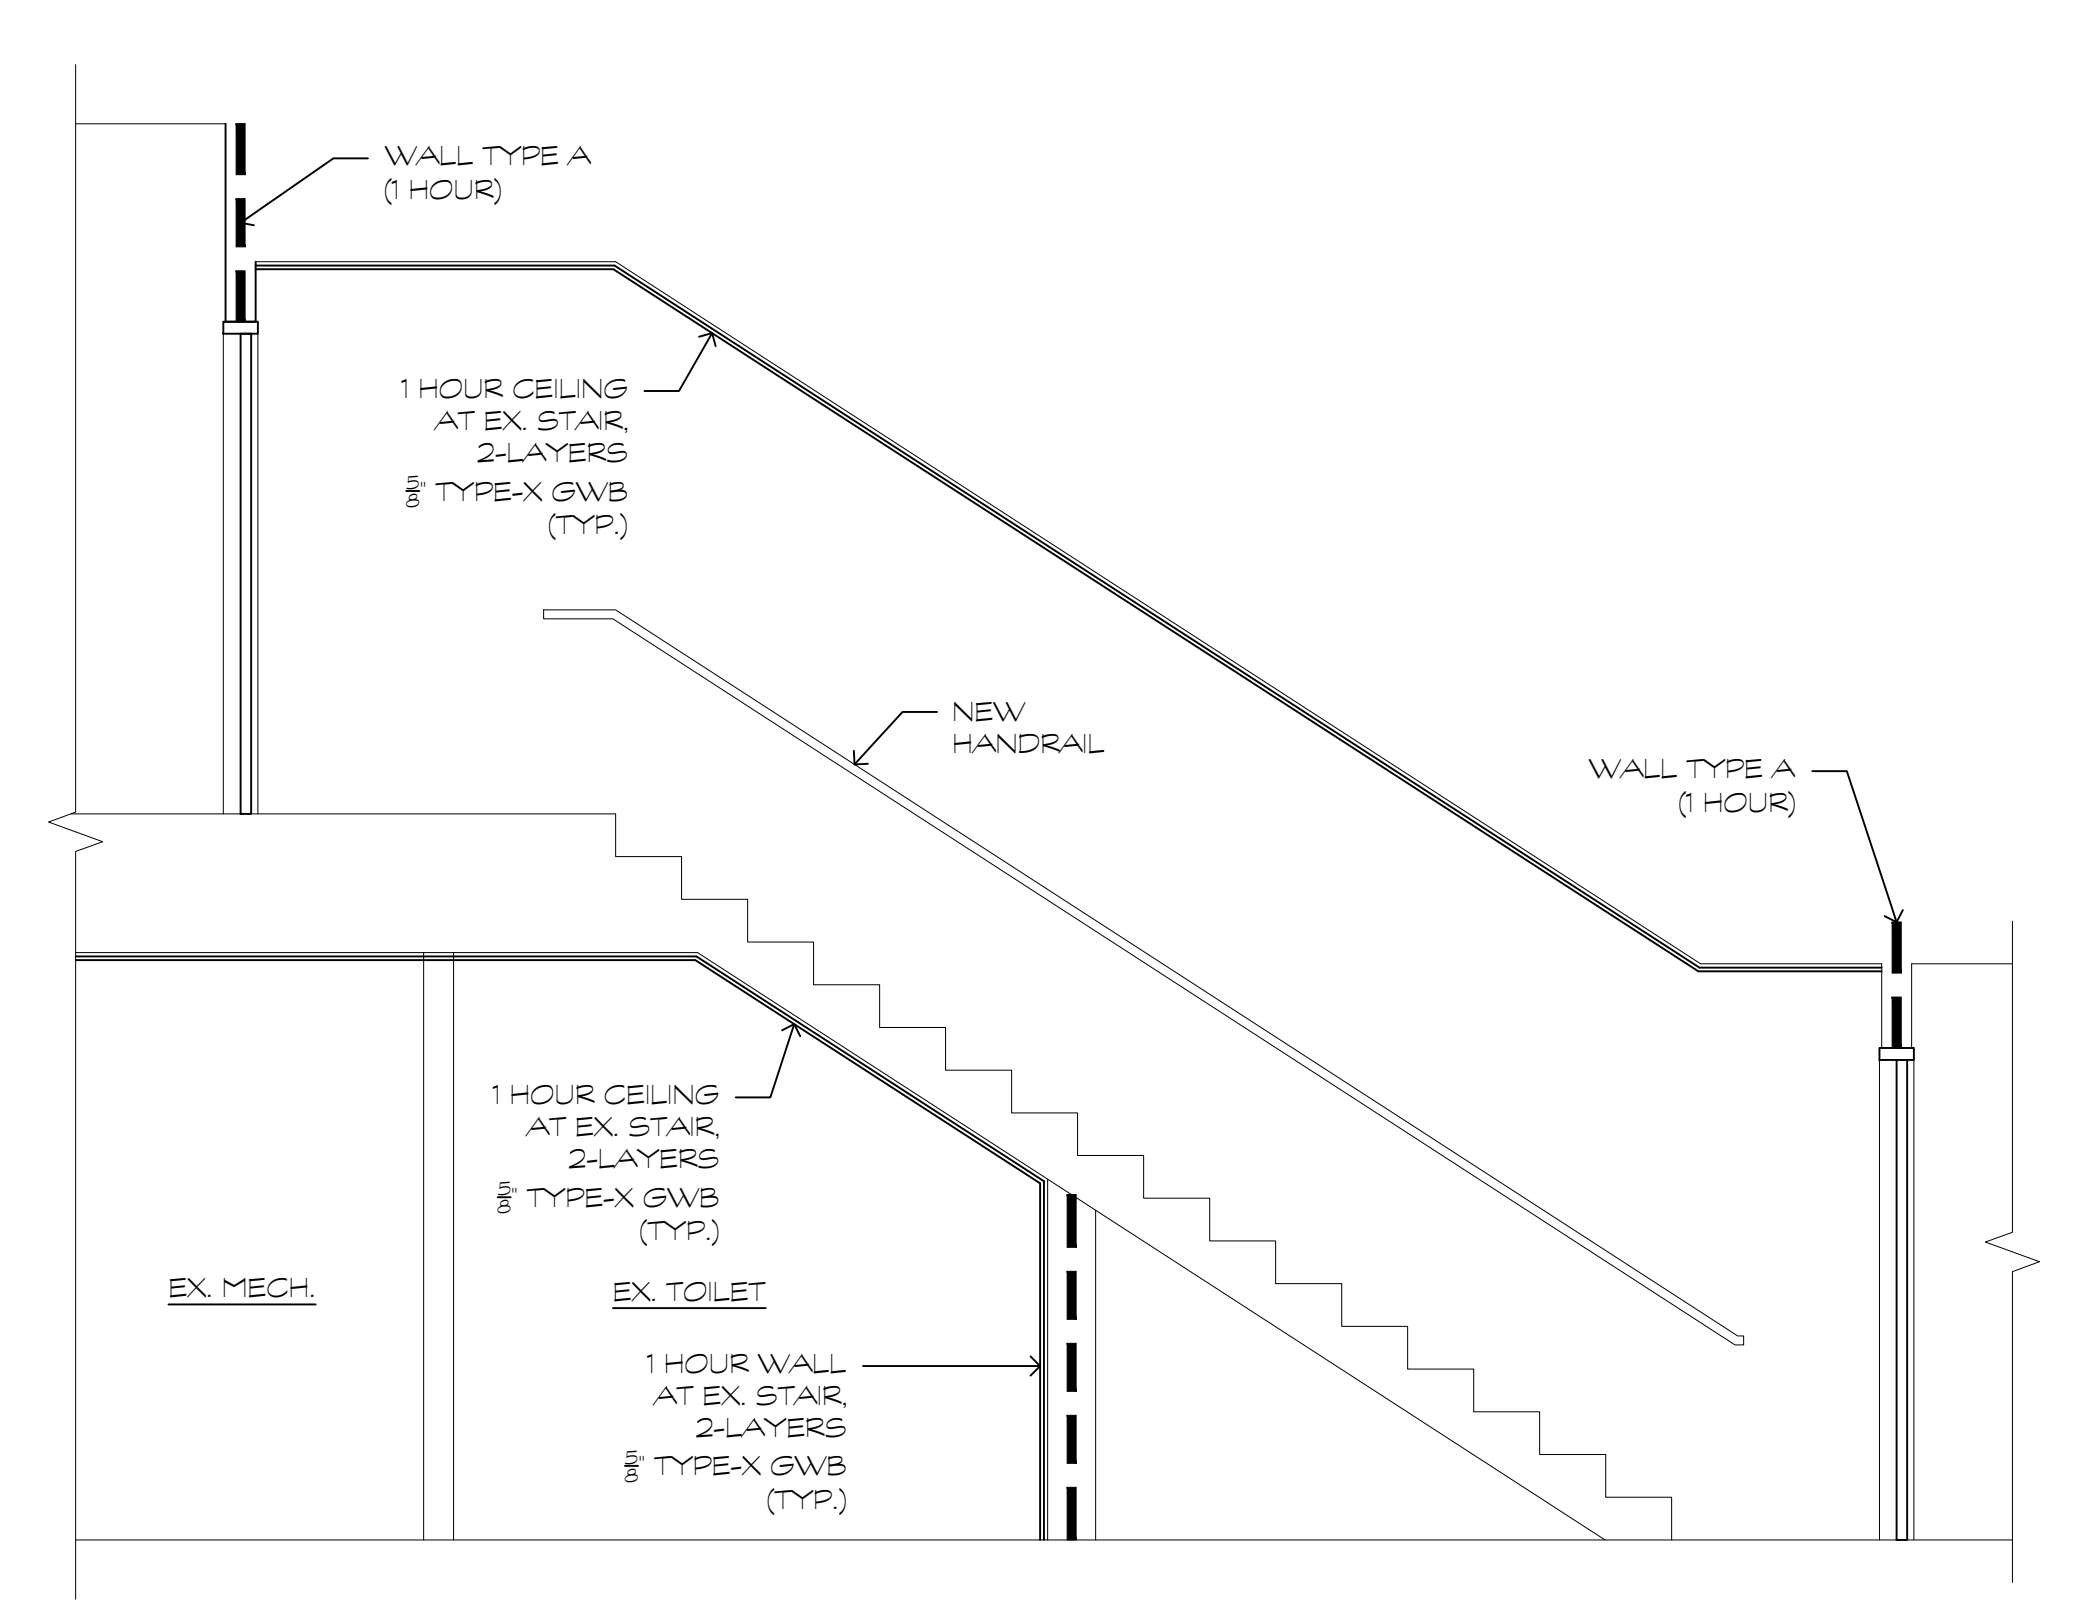 WALL TYPE A
(1 HOUR)
1 HOUR CEILING
AT EX. STAIR,
2-LAYERS
5/8" TYPE-X GWB
(TYP.)
NEW
HANDRAIL
WALL TYPE A
(1 HOUR)
1 HOUR CEILING
AT EX. STAIR,
2-LAYERS
5/8" TYPE-X GWB
(TYP.)
EX. MECH.
EX. TOILET
1 HOUR WALL
AT EX. STAIR,
2-LAYERS
5/8" TYPE-X GWB
(TYP.)